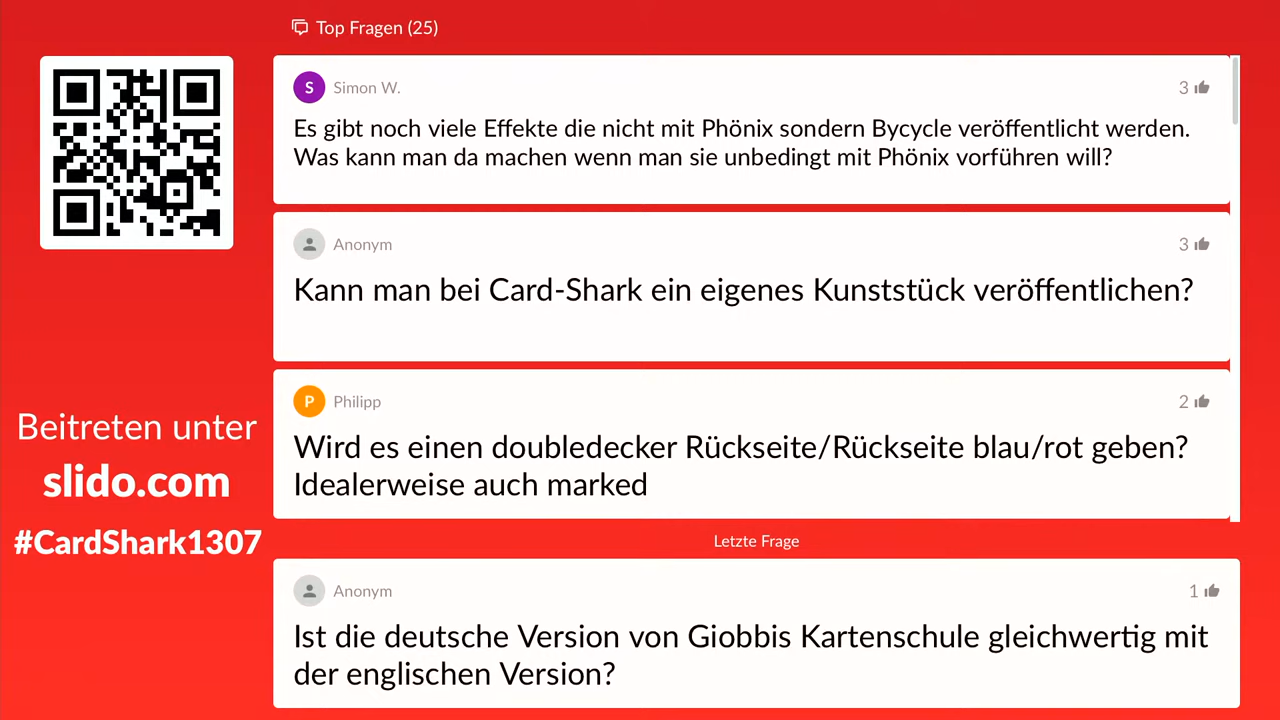 Top Fragen (25)
S Simon W. 3
Es gibt noch viele Effekte die nicht mit Phönix sondern Bycycle veröffentlicht werden.
Was kann man da machen wenn man sie unbedingt mit Phönix vorführen will?
Anonym 3
Kann man bei Card-Shark ein eigenes Kunststück veröffentlichen?
P Philipp 2
Wird es einen doubledecker Rückseite/Rückseite blau/rot geben?
Idealerweise auch marked
Beitreten unter
slido.com
#CardShark1307
Letzte Frage
Anonym 1
Ist die deutsche Version von Giobbis Kartenschule gleichwertig mit
der englischen Version?